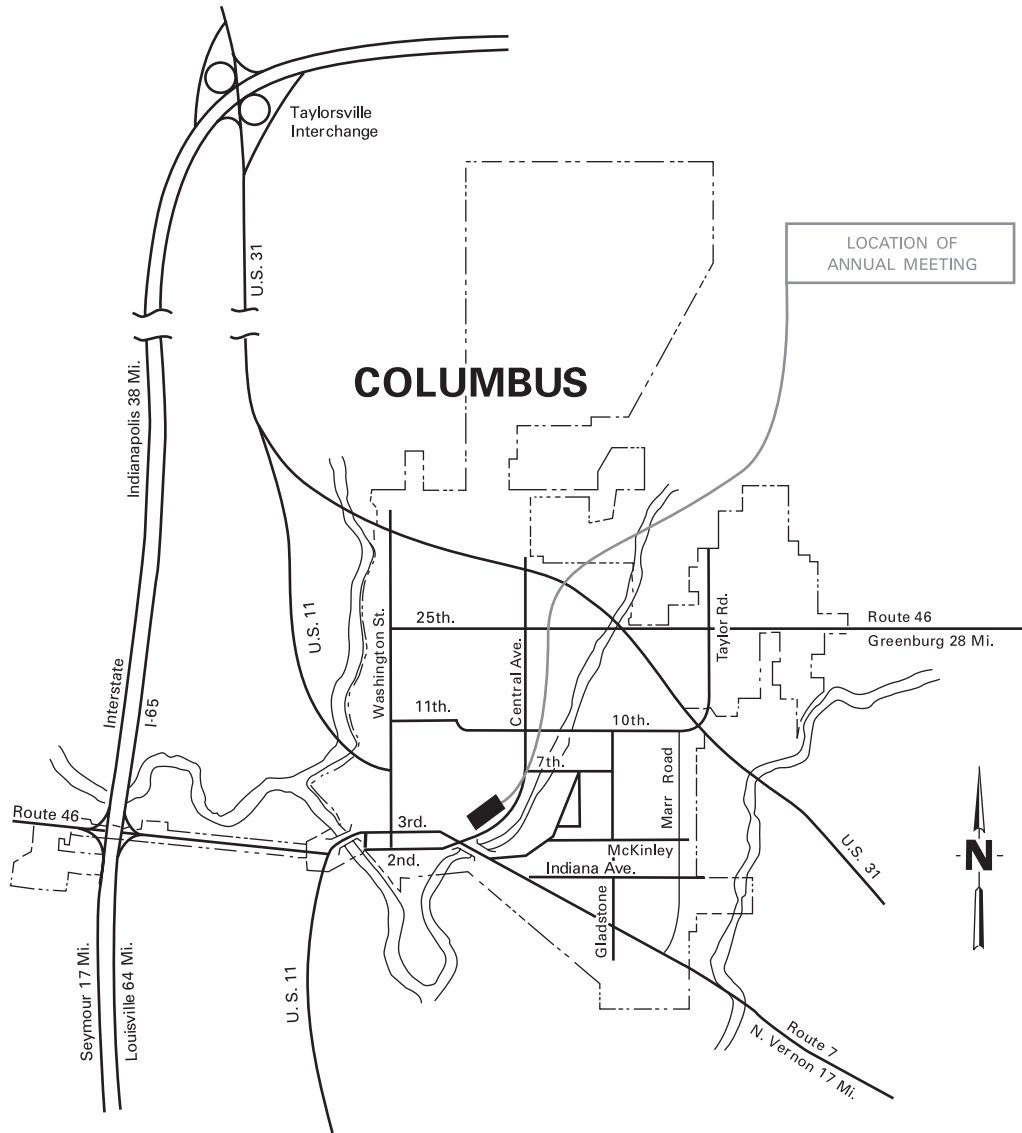 Taylorsville
Interchange
LOCATION OF
ANNUAL MEETING
U.S. 31
COLUMBUS
Indianapolis 38 Mi.
U.S. 11
Washington St.
25th.
Central Ave.
Taylor Rd.
Route 46
Greenburg 28 Mi.
Interstate
I-65
11th.
10th.
7th.
Marr Road
Route 46
3rd.
2nd.
McKinley
Indiana Ave.
Gladstone
U.S. 31
N
Seymour 17 Mi.
Louisville 64 Mi.
U. S. 11
Route 7
N. Vernon 17 Mi.